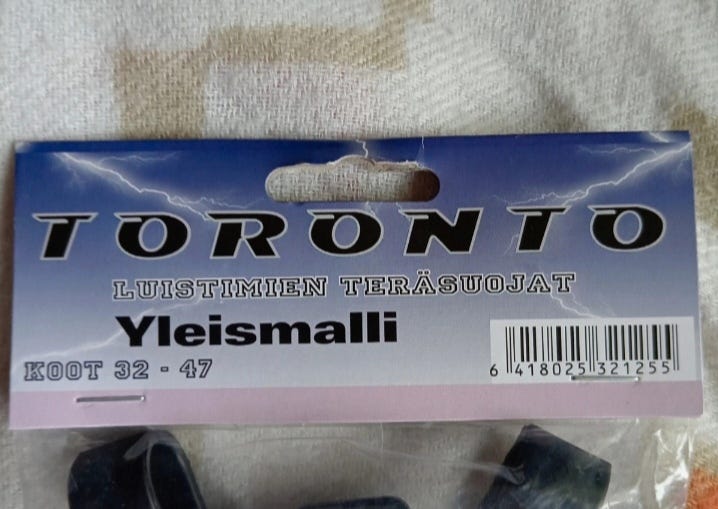 TORONTO
LUISTIMIEN TERÄSUOJAT
Yleismalli
KOOT 32 - 47
6 418025 321255